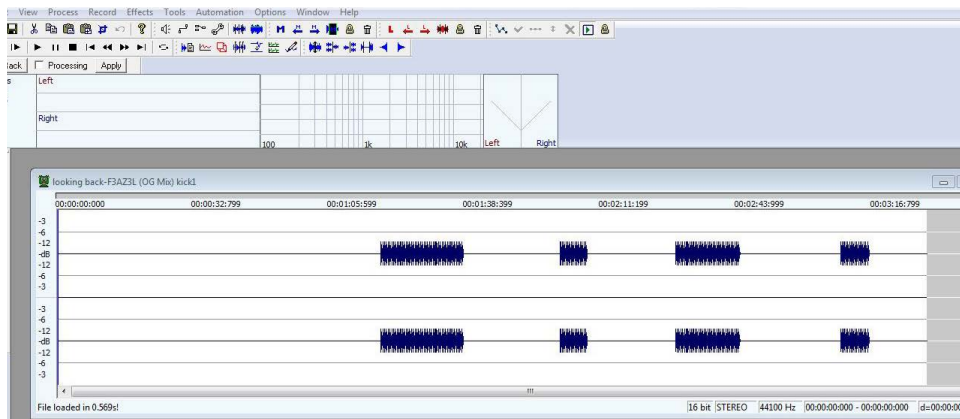 View Process Record Effects Tools Automation Options Window Help
Processing Apply
Left
Right
100 1k 10k Left Right
looking back-F3AZ3L (OG Mix) kick1
00:00:00:000 00:00:32:799 00:01:05:599 00:01:38:399 00:02:11:199 00:02:43:999 00:03:16:799
-3
-6
-12
-dB
-12
-6
-3
-3
-6
-12
-dB
-12
-6
-3
File loaded in 0.569s! 16 bit STEREO 44100 Hz 00:00:00:000 - 00:00:00:000